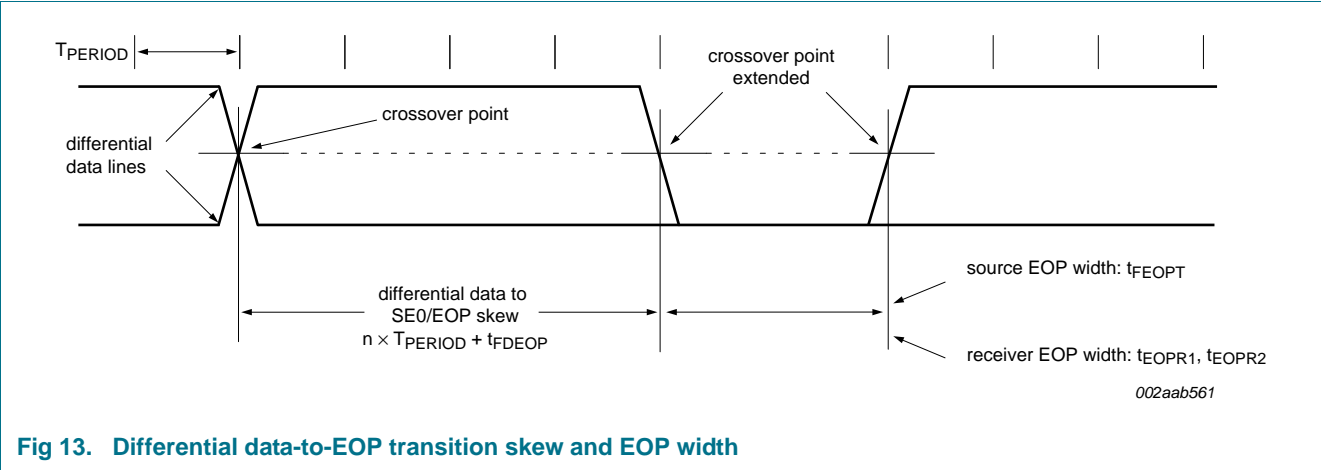 TPERIOD
crossover point
extended
crossover point
differential
data lines
differential data to
SE0/EOP skew
n × TPERIOD + tFDEOP
source EOP width: tFEOPT
receiver EOP width: tEOPR1, tEOPR2
002aab561
Fig 13. Differential data-to-EOP transition skew and EOP width